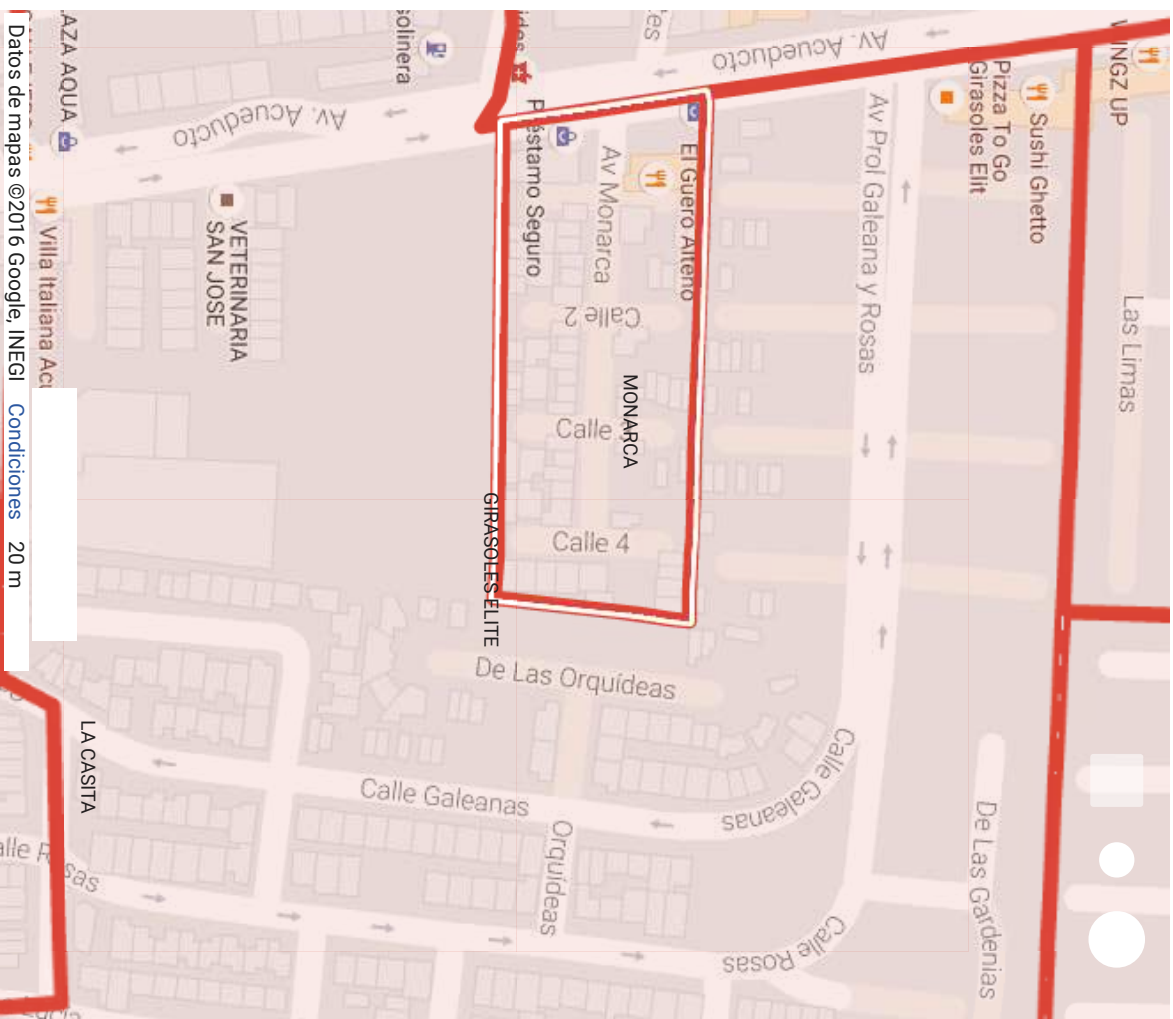 WINGZ UP
Sushi Ghetto
Pizza To Go
Girasoles Elit
Las Limas
Av. Acueducto
Av Prol Galeana y Rosas
El Guero Alteño
Av Monarca
Préstamo Seguro
Calle 2
MONARCA
Calle
Calle 4
GIRASOLES ELITE
Av. Acueducto
VETERINARIA
SAN JOSE
Villa Italiana
De Las Orquídeas
Calle Galeanas
Calle Galeanas
Orquídeas
Calle Rosas
De Las Gardenias
LA CASITA
Datos de mapas ©2016 Google, INEGI
Condiciones
20 m